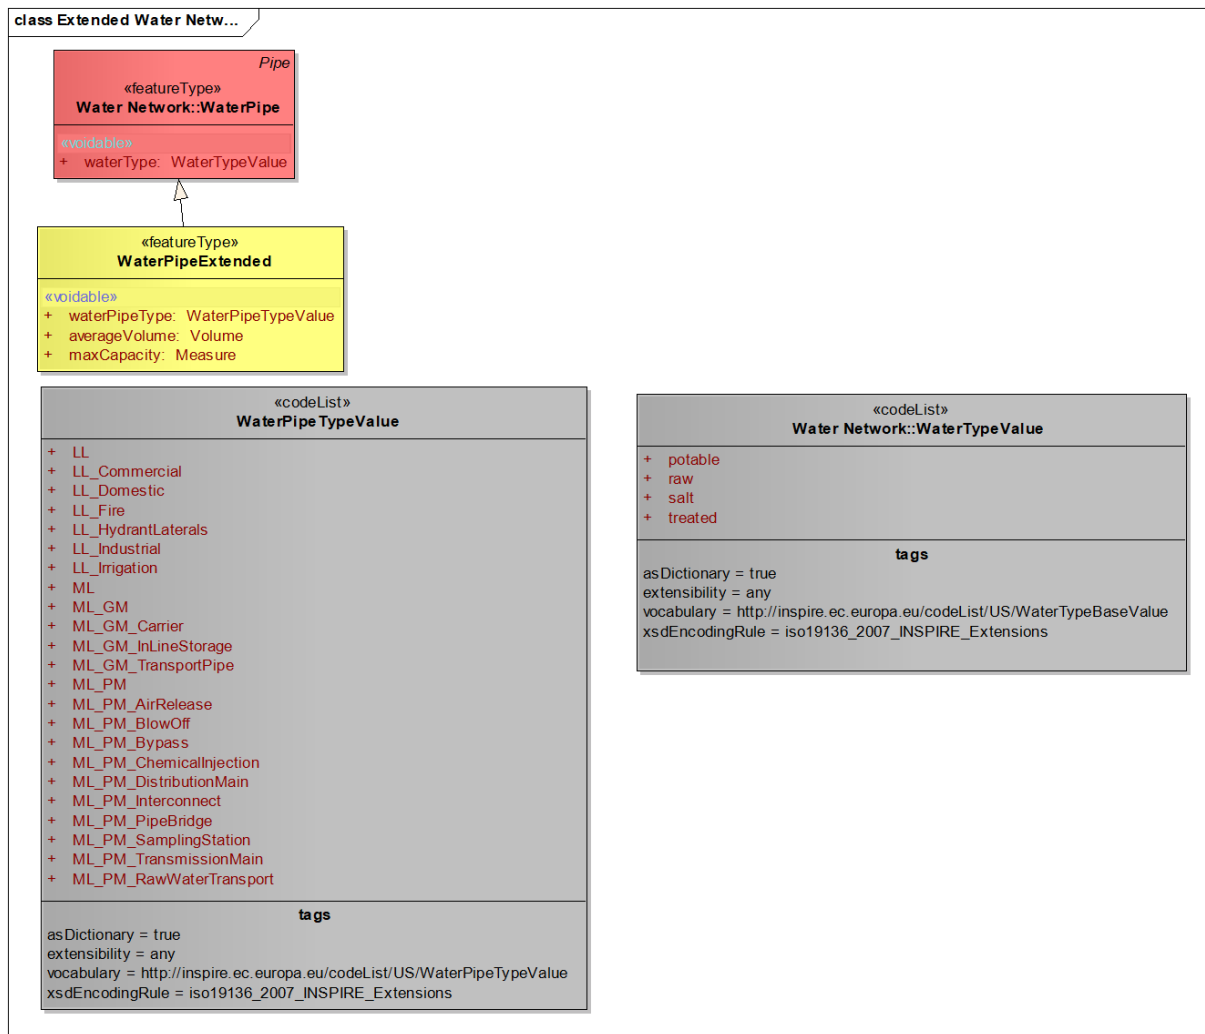 class Extended Water Netw...
Pipe
«featureType»
Water Network::WaterPipe
«voidable»
+ waterType: WaterTypeValue
«featureType»
WaterPipeExtended
«voidable»
+ waterPipeType: WaterPipeTypeValue
+ averageVolume: Volume
+ maxCapacity: Measure
«codeList»
WaterPipeTypeValue
+ LL
+ LL_Commercial
+ LL_Domestic
+ LL_Fire
+ LL_HydrantLaterals
+ LL_Industrial
+ LL_Irrigation
+ ML
+ ML_GM
+ ML_GM_Carrier
+ ML_GM_InLineStorage
+ ML_GM_TransportPipe
+ ML_PM
+ ML_PM_AirRelease
+ ML_PM_BlowOff
+ ML_PM_Bypass
+ ML_PM_ChemicalInjection
+ ML_PM_DistributionMain
+ ML_PM_Interconnect
+ ML_PM_PipeBridge
+ ML_PM_SamplingStation
+ ML_PM_TransmissionMain
+ ML_PM_RawWaterTransport
tags
asDictionary = true
extensibility = any
vocabulary = http://inspire.ec.europa.eu/codeList/US/WaterPipeTypeValue
xsdEncodingRule = iso19136_2007_INSPIRE_Extensions
«codeList»
Water Network::WaterTypeValue
+ potable
+ raw
+ salt
+ treated
tags
asDictionary = true
extensibility = any
vocabulary = http://inspire.ec.europa.eu/codeList/US/WaterTypeBaseValue
xsdEncodingRule = iso19136_2007_INSPIRE_Extensions